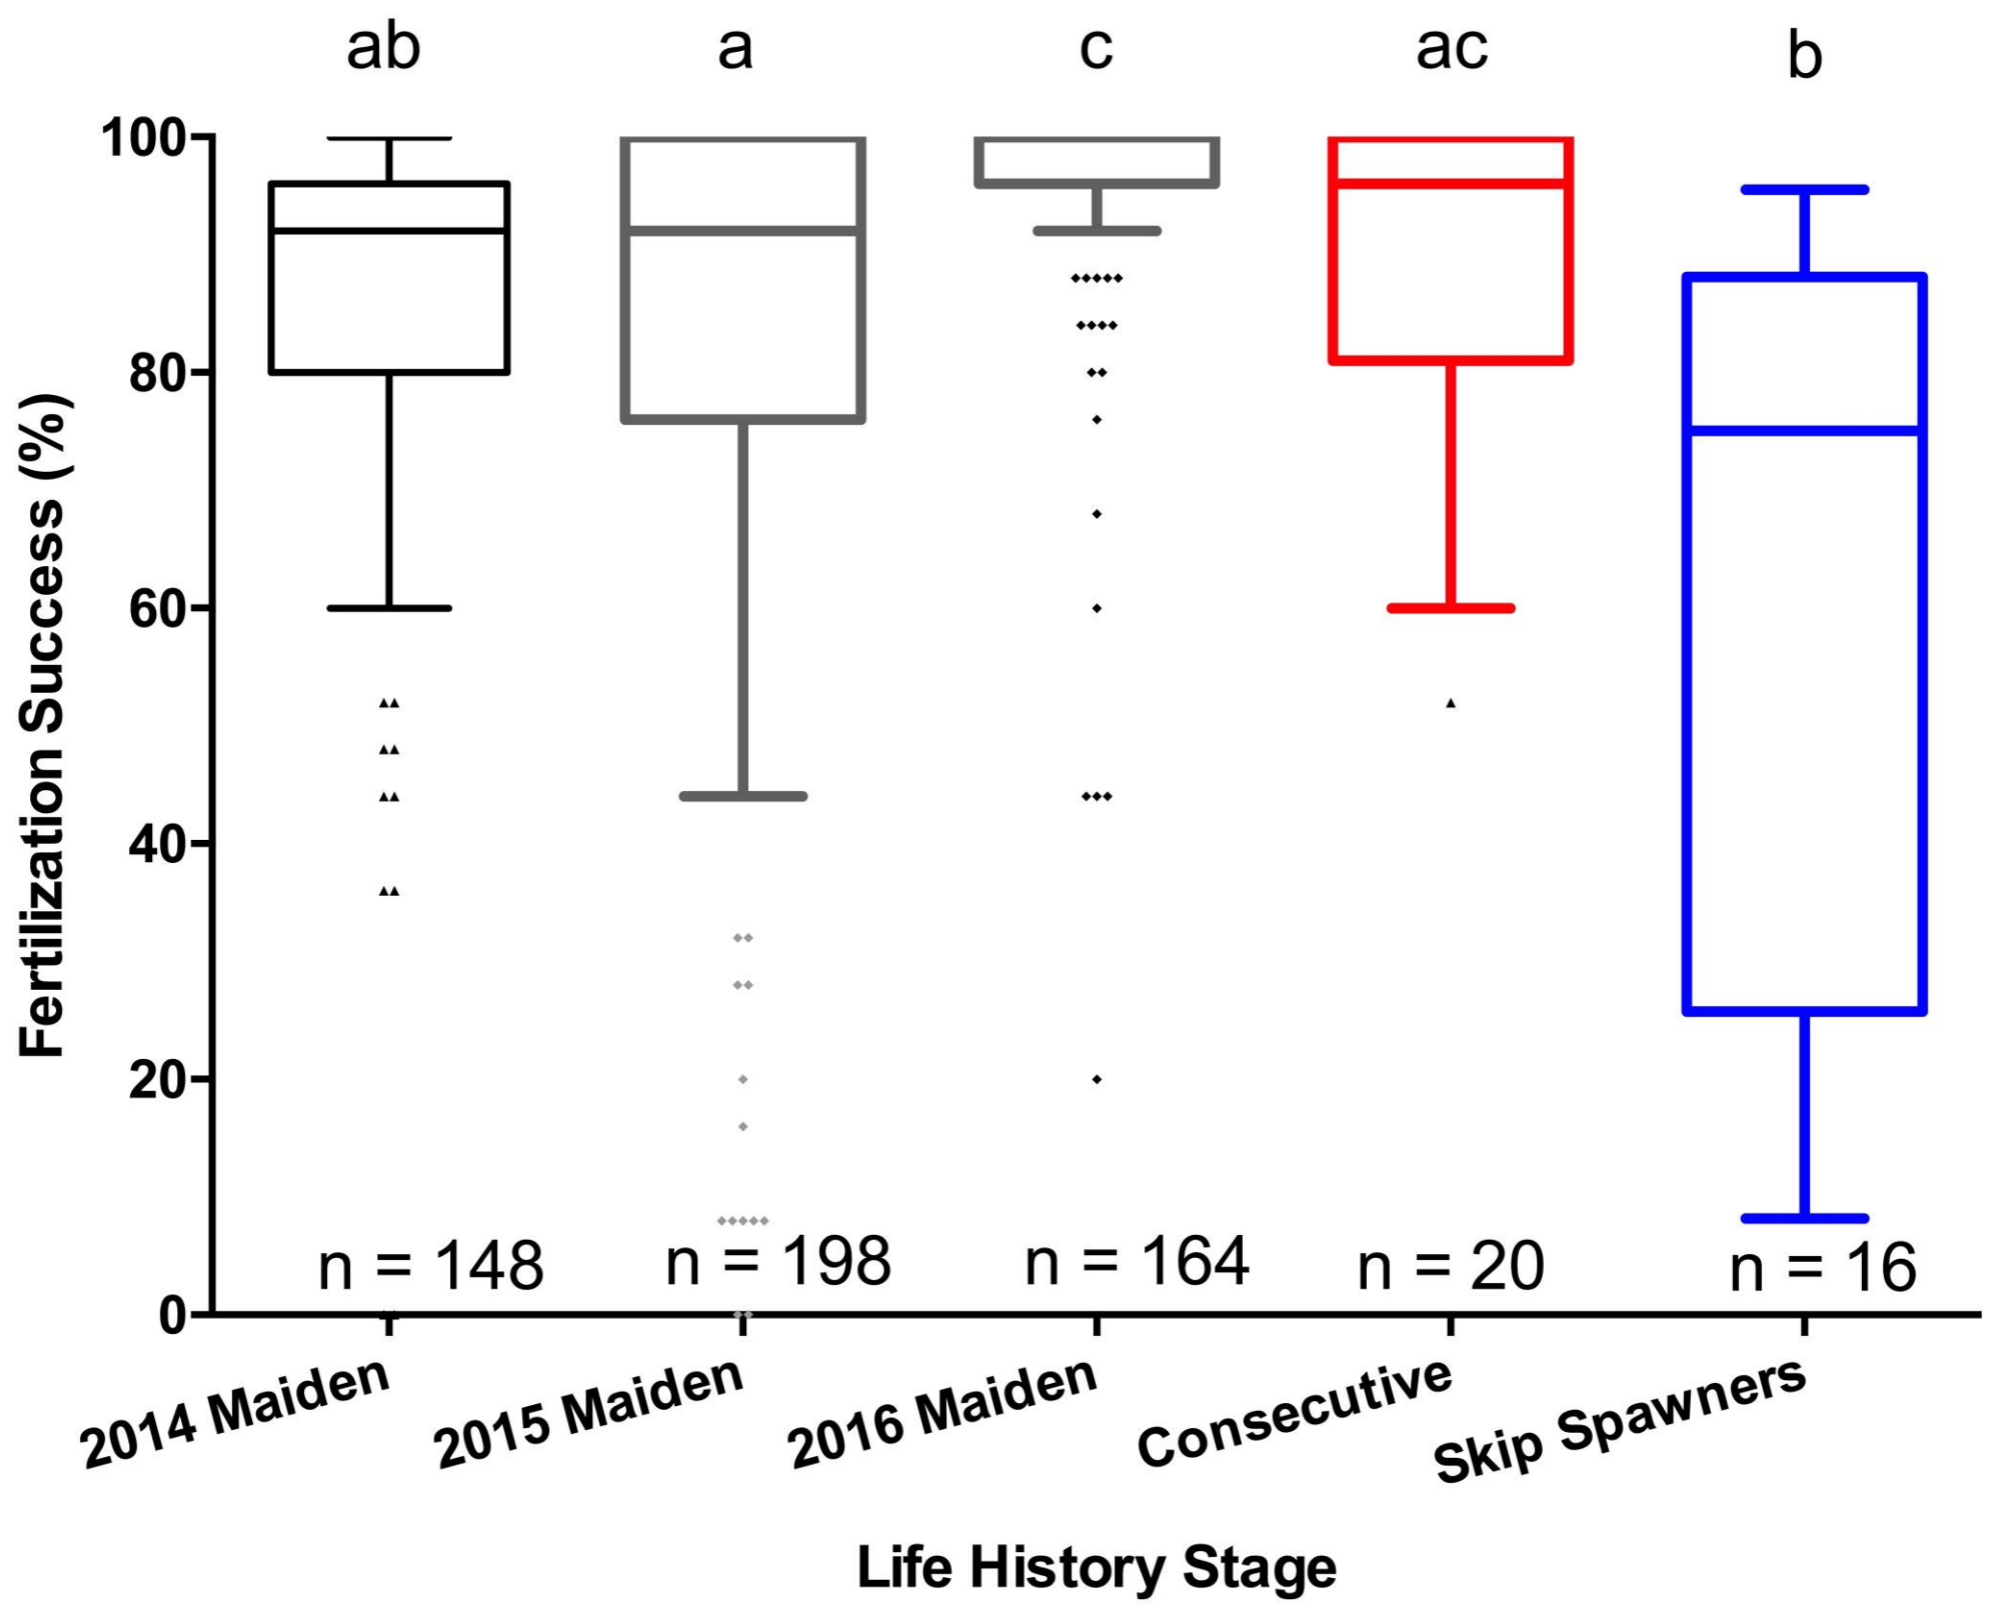 ab a c ac b
100
80
60
40
20
0
Fertilization Success (%)
n = 148 n = 198 n = 164 n = 20 n = 16
2014 Maiden 2015 Maiden 2016 Maiden Consecutive Skip Spawners
Life History Stage